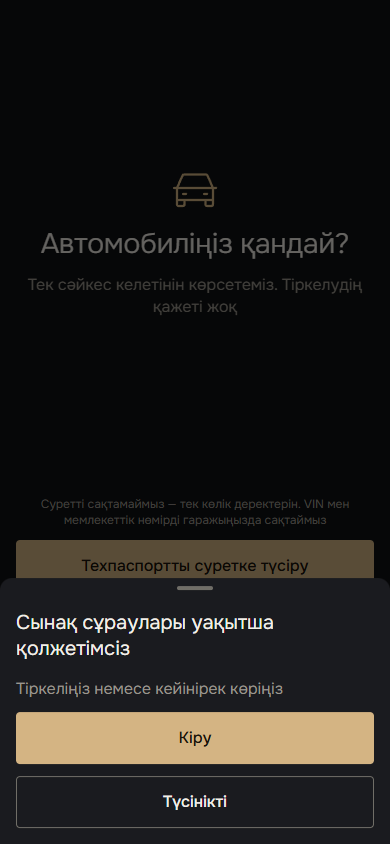 Автомобиліңіз қандай?
Тек сәйкес келетінін көрсетеміз. Тіркелудің
қажеті жоқ
Суретті сақтамаймыз — тек көлік деректерін. VIN мен
мемлекеттік нөмірді гаражыңызда сақтаймыз
Техпаспортты суретке түсіру
Сынақ сұраулары уақытша
қолжетімсіз
Тіркеліңіз немесе кейінірек көріңіз
Кіру
Түсінікті